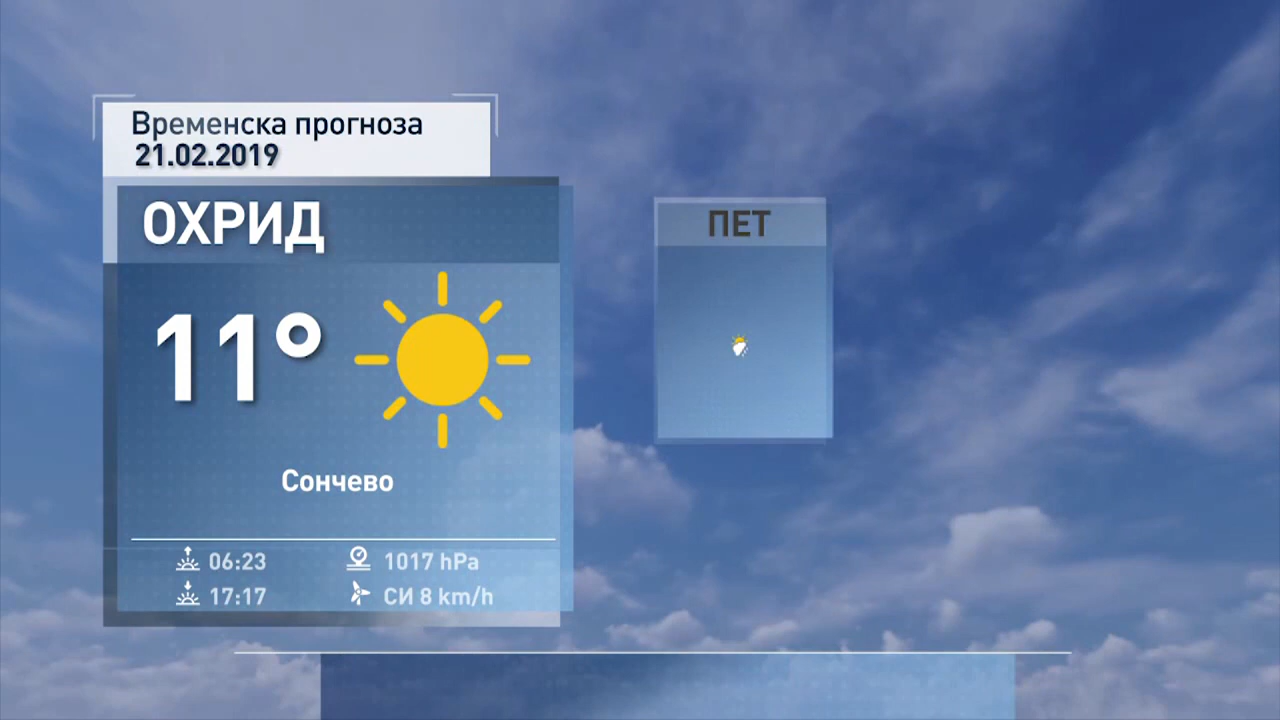 Временска прогноза
21.02.2019
ОХРИД
11°
Сончево
06:23
1017 hPa
17:17
СИ 8 km/h
ПЕТ